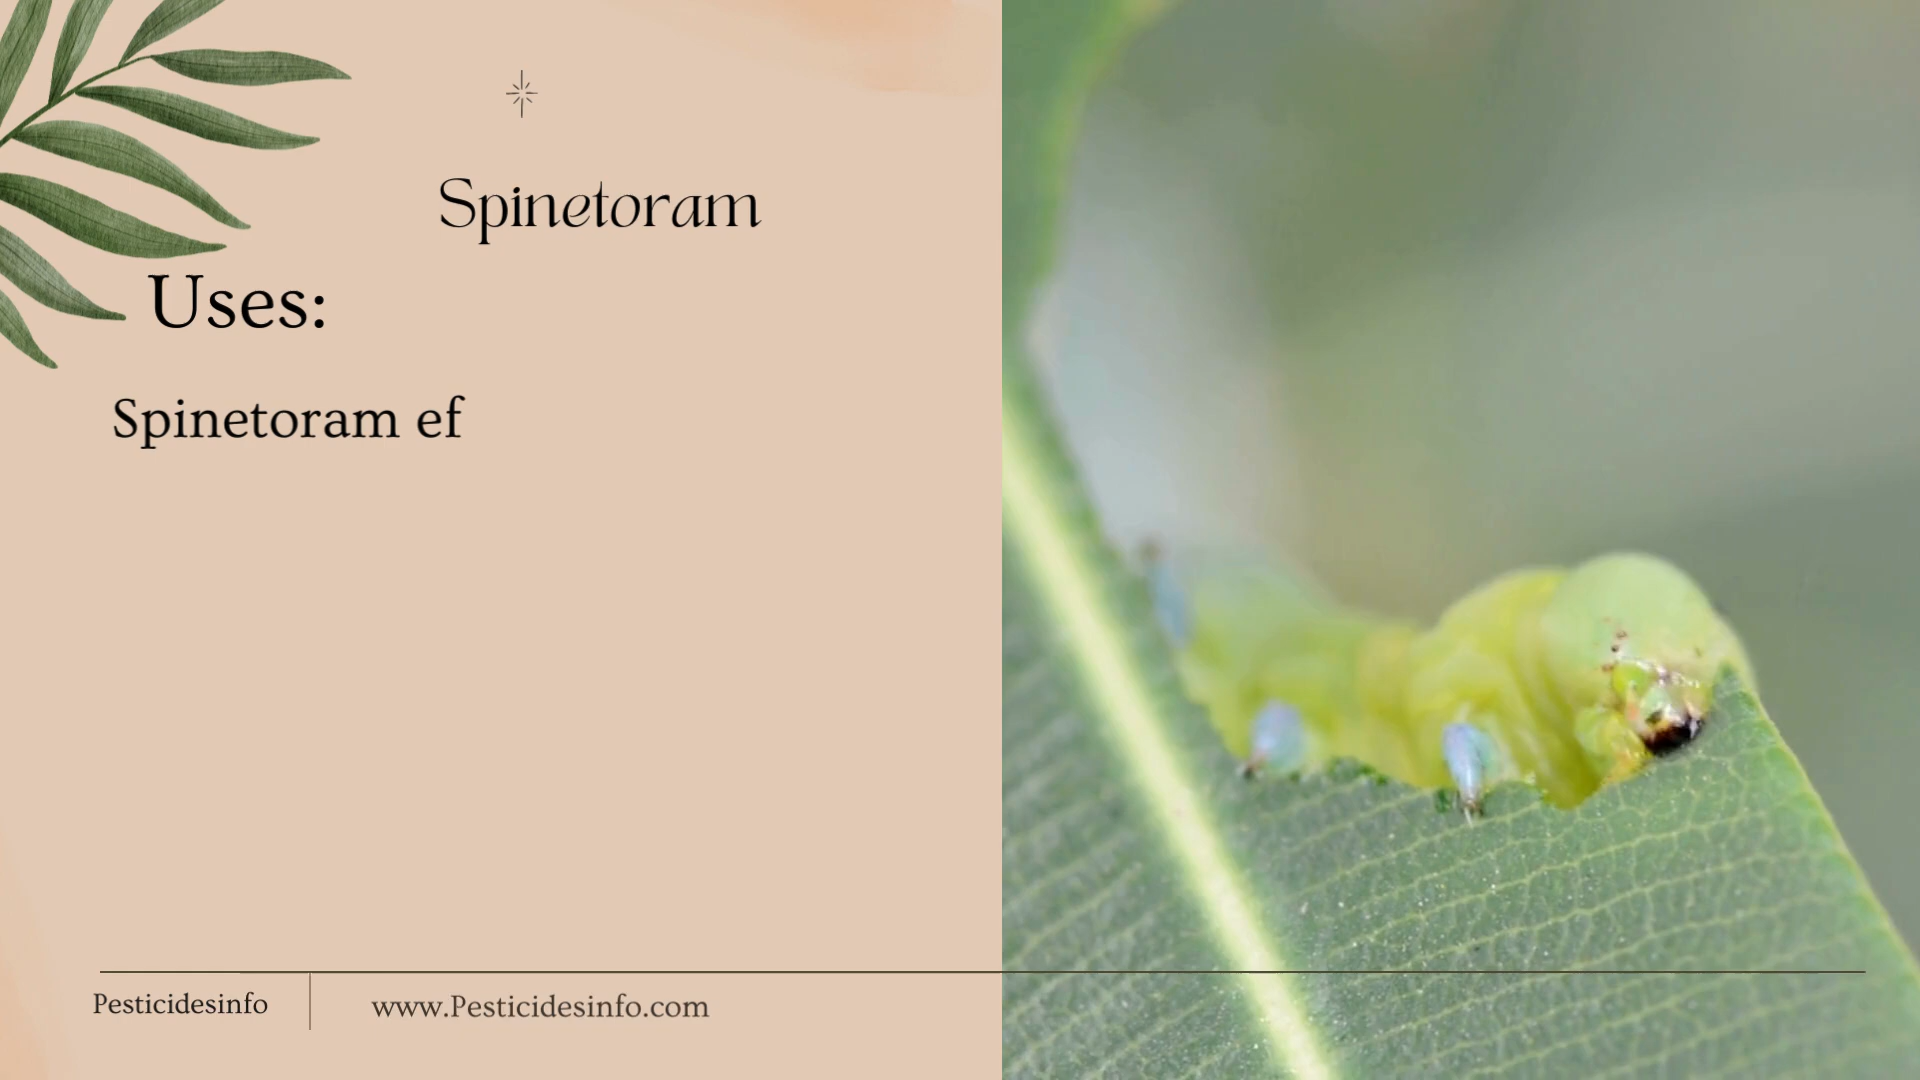 Spinetoram
Uses:
Spinetoram ef
Pesticidesinfo
www.Pesticidesinfo.com